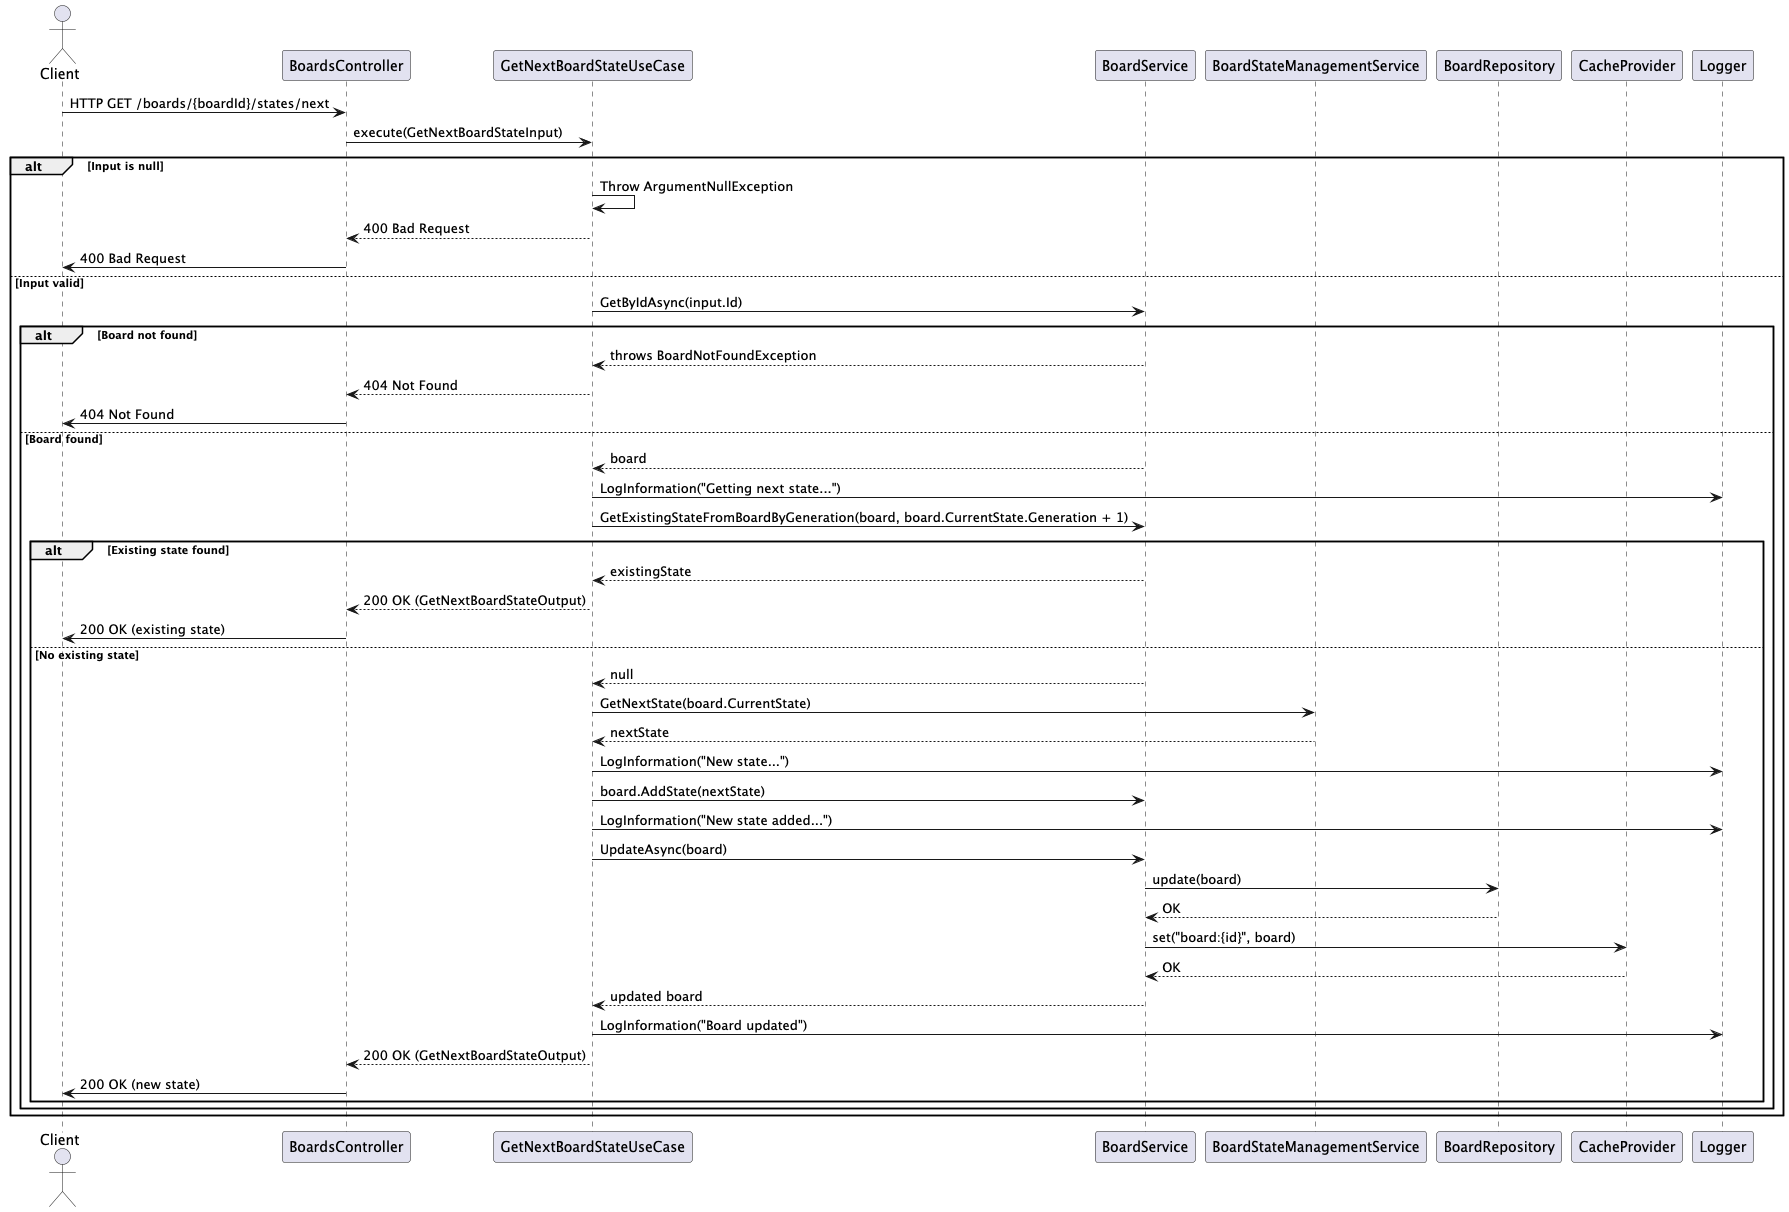 Client
BoardsController
GetNextBoardStateUseCase
BoardService
BoardStateManagementService
BoardRepository
CacheProvider
Logger
HTTP GET /boards/{boardId}/states/next
execute(GetNextBoardStateInput)
alt [Input is null]
Throw ArgumentNullException
400 Bad Request
400 Bad Request
[Input valid]
GetByIdAsync(input.Id)
alt [Board not found]
throws BoardNotFoundException
404 Not Found
404 Not Found
[Board found]
board
LogInformation("Getting next state...")
GetExistingStateFromBoardByGeneration(board, board.CurrentState.Generation + 1)
alt [Existing state found]
existingState
200 OK (GetNextBoardStateOutput)
200 OK (existing state)
[No existing state]
null
GetNextState(board.CurrentState)
nextState
LogInformation("New state...")
board.AddState(nextState)
LogInformation("New state added...")
UpdateAsync(board)
update(board)
OK
set("board:{id}", board)
OK
updated board
LogInformation("Board updated")
200 OK (GetNextBoardStateOutput)
200 OK (new state)
Client
BoardsController
GetNextBoardStateUseCase
BoardService
BoardStateManagementService
BoardRepository
CacheProvider
Logger